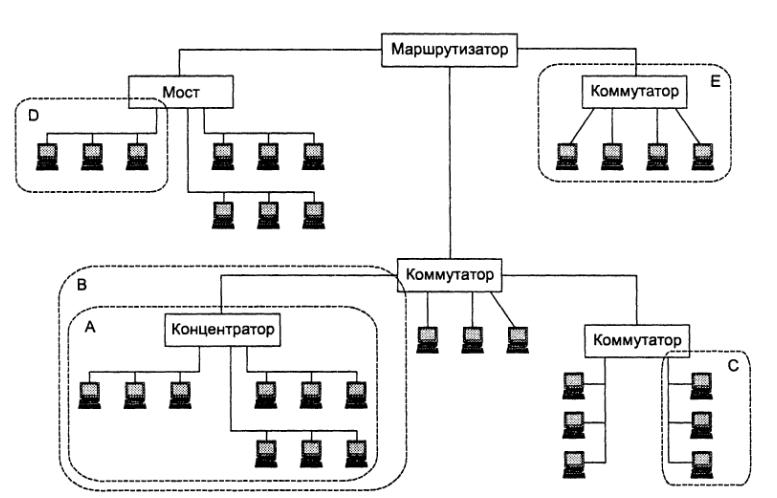 Маршрутизатор
Мост
Коммутатор
E
D
Коммутатор
B
A
Концентратор
Коммутатор
C